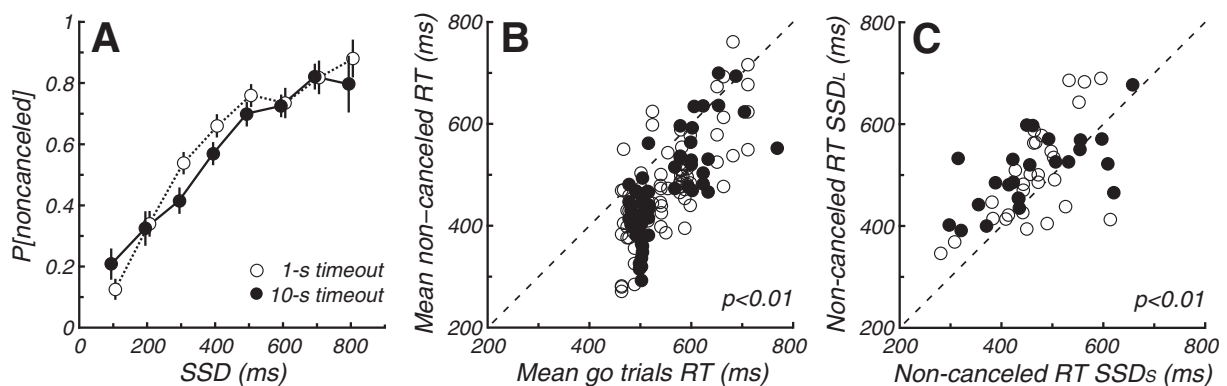 A
P[noncanceled]
1
0.8
0.6
0.4
0.2
0
0 200 400 600 800
SSD (ms)
1-s timeout
10-s timeout
B
Mean non-canceled RT (ms)
800
600
400
200
200 400 600 800
Mean go trials RT (ms)
p<0.01
C
Non-canceled RT SSDL (ms)
800
600
400
200
200 400 600 800
Non-canceled RT SSDS (ms)
p<0.01